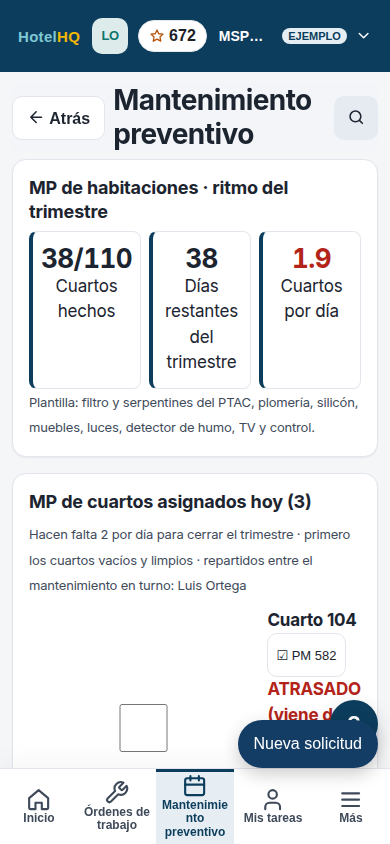 HotelHQ LO 672 MSP… EJEMPLO
Atrás
Mantenimiento
preventivo
MP de habitaciones · ritmo del
trimestre
38/110
Cuartos
hechos
38
Días
restantes
del
trimestre
1.9
Cuartos
por día
Plantilla: filtro y serpentines del PTAC, plomería, silicón,
muebles, luces, detector de humo, TV y control.
MP de cuartos asignados hoy (3)
Hacen falta 2 por día para cerrar el trimestre · primero
los cuartos vacíos y limpios · repartidos entre el
mantenimiento en turno: Luis Ortega
Cuarto 104
☑ PM 582
ATRASADO
(viene d
Nueva solicitud
Inicio
Órdenes de
trabajo
Mantenimie
nto
preventivo
Mis tareas
Más